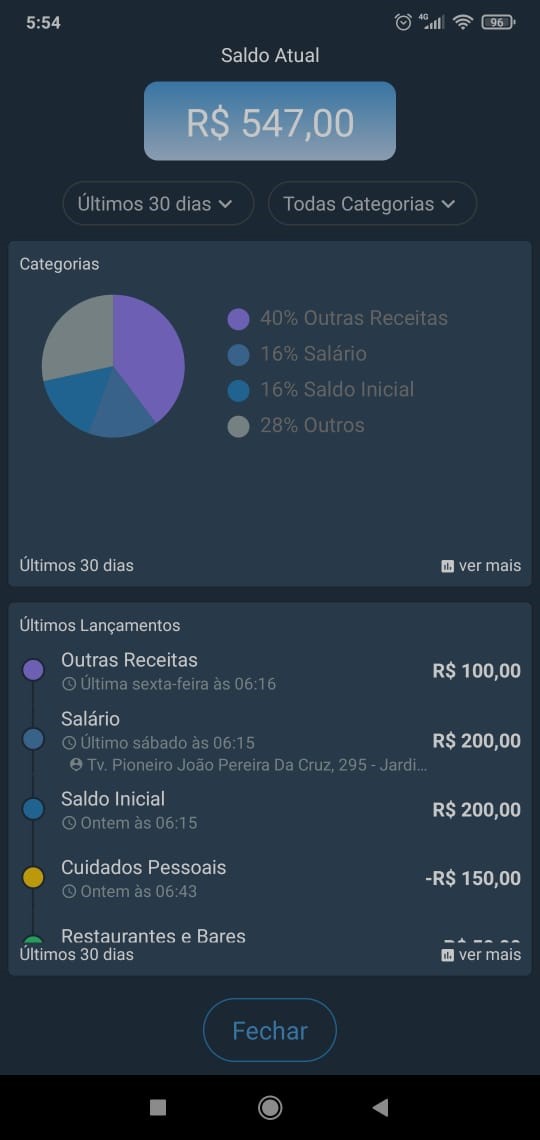 5:54
4G
96
Saldo Atual
R$ 547,00
Últimos 30 dias
Todas Categorias
Categorias
40% Outras Receitas
16% Salário
16% Saldo Inicial
28% Outros
Últimos 30 dias
ver mais
Últimos Lançamentos
Outras Receitas
R$ 100,00
Última sexta-feira às 06:16
Salário
R$ 200,00
Último sábado às 06:15
Tv. Pioneiro João Pereira Da Cruz, 295 - Jardi...
Saldo Inicial
R$ 200,00
Ontem às 06:15
Cuidados Pessoais
-R$ 150,00
Ontem às 06:43
Restaurantes e Bares
Últimos 30 dias
ver mais
Fechar